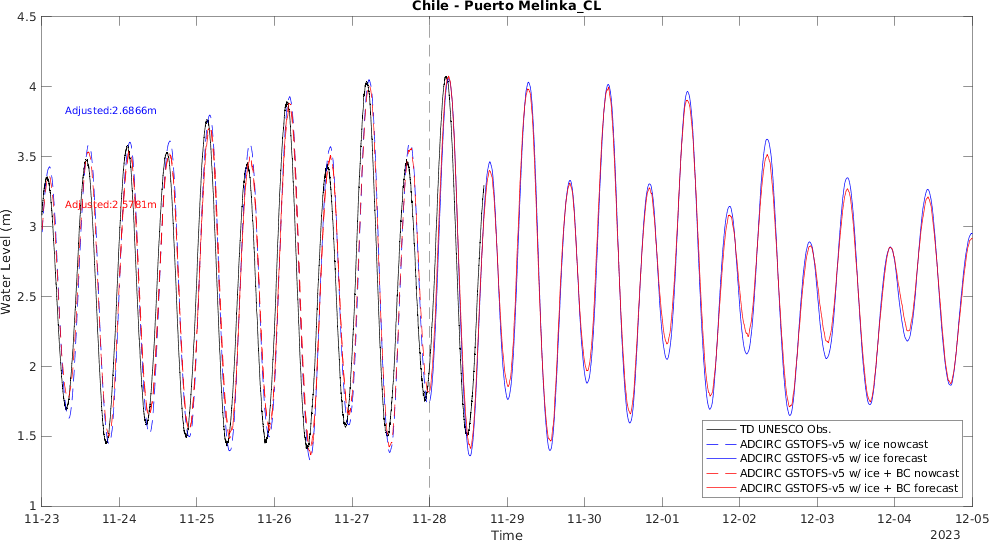 Chile - Puerto Melinka_CL
4.5
4
3.5
3
2.5
2
1.5
1
Water Level (m)
Adjusted:2.6866m
Adjusted:2.5781m
TD UNESCO Obs.
ADCIRC GSTOFS-v5 w/ ice nowcast
ADCIRC GSTOFS-v5 w/ ice forecast
ADCIRC GSTOFS-v5 w/ ice + BC nowcast
ADCIRC GSTOFS-v5 w/ ice + BC forecast
11-23 11-24 11-25 11-26 11-27 11-28 11-29 11-30 12-01 12-02 12-03 12-04 12-05
Time
2023